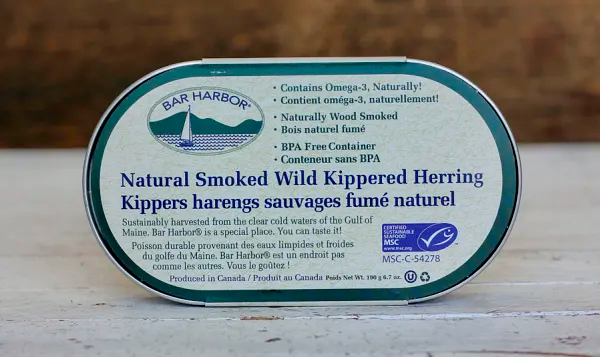 BAR HARBOR®
• Contains Omega-3, Naturally!
• Contient oméga-3, naturellement!
• Naturally Wood Smoked
• Bois naturel fumé
• BPA Free Container
• Conteneur sans BPA
Natural Smoked Wild Kippered Herring
Kippers harengs sauvages fumé naturel
Sustainably harvested from the clear cold waters of the Gulf of
Maine. Bar Harbor® is a special place. You can taste it!
Poisson durable provenant des eaux limpides et froides
du golfe du Maine. Bar Harbor® est un endroit pas
comme les autres. Vous le goûtez !
CERTIFIED
SUSTAINABLE
SEAFOOD
MSC
www.msc.org
MSC-C-54278
Produced in Canada / Produit au Canada Poids Net Wt. 190 g 6.7 oz. U